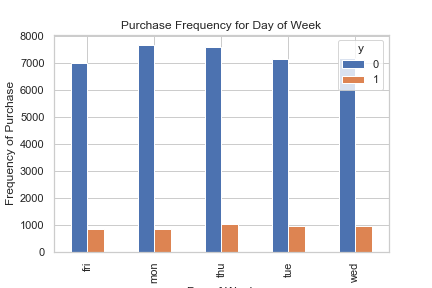 Purchase Frequency for Day of Week
8000
7000
6000
5000
4000
3000
2000
1000
0
Frequency of Purchase
y
0
1
fri
mon
thu
tue
wed